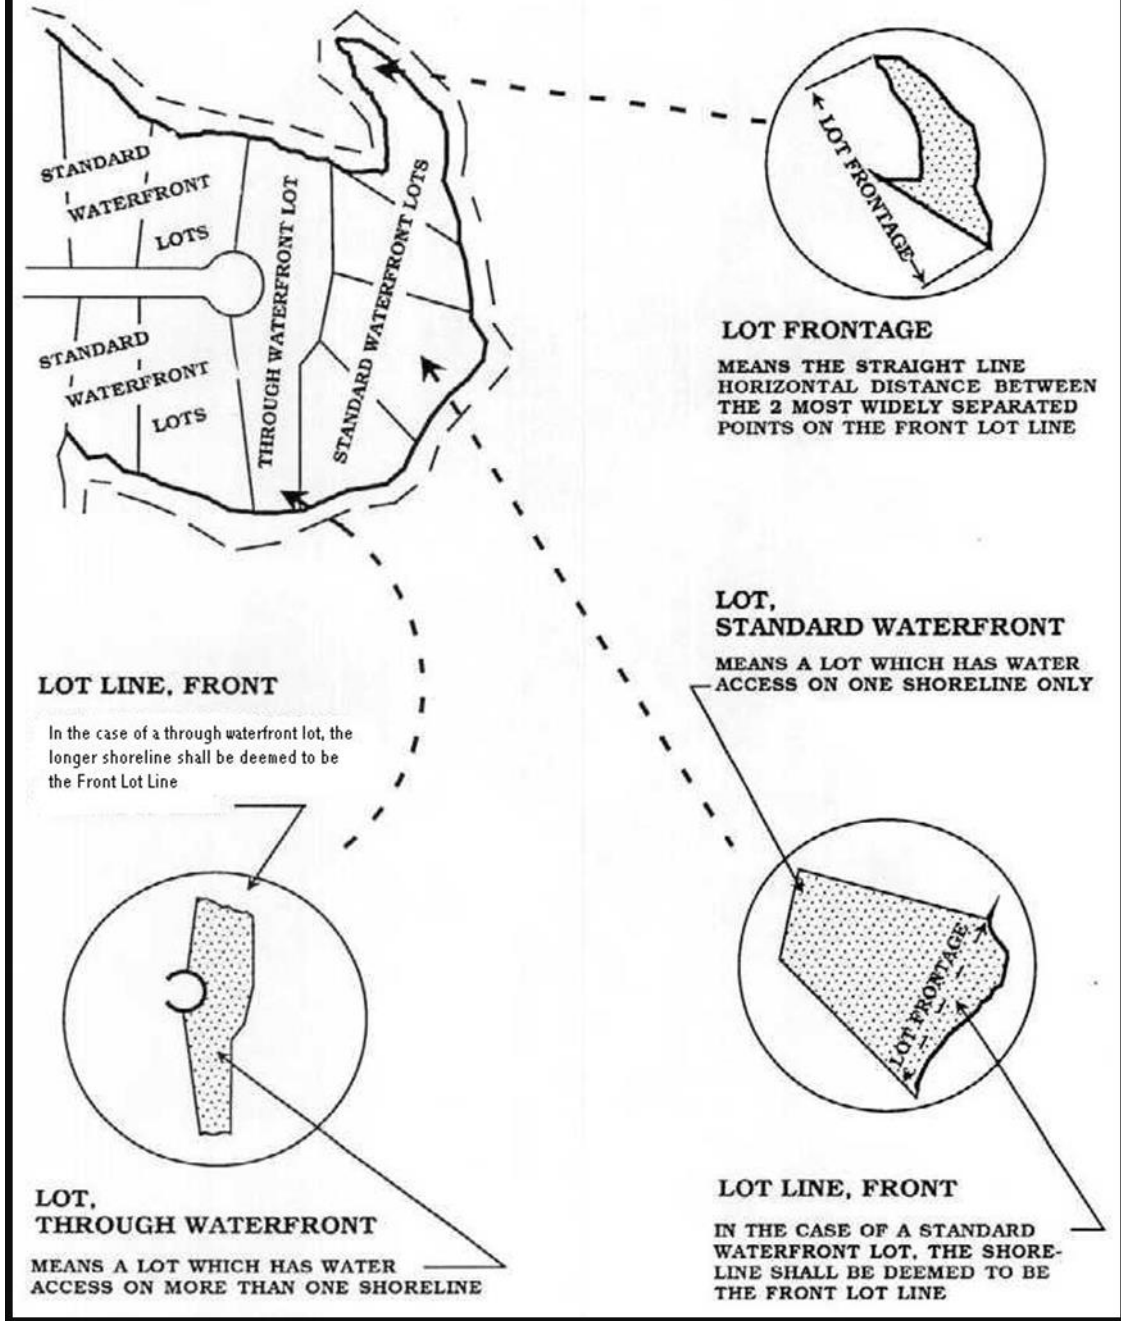 STANDARD
WATERFRONT
LOTS
THROUGH WATERFRONT LOT
STANDARD WATERFRONT LOTS
STANDARD
WATERFRONT
LOTS
LOT FRONTAGE
LOT FRONTAGE
MEANS THE STRAIGHT LINE
HORIZONTAL DISTANCE BETWEEN
THE 2 MOST WIDELY SEPARATED
POINTS ON THE FRONT LOT LINE
LOT,
STANDARD WATERFRONT
MEANS A LOT WHICH HAS WATER
ACCESS ON ONE SHORELINE ONLY
LOT LINE, FRONT
In the case of a through waterfront lot, the
longer shoreline shall be deemed to be
the Front Lot Line
LOT FRONTAGE
LOT,
THROUGH WATERFRONT
MEANS A LOT WHICH HAS WATER
ACCESS ON MORE THAN ONE SHORELINE
LOT LINE, FRONT
IN THE CASE OF A STANDARD
WATERFRONT LOT, THE SHORE-
LINE SHALL BE DEEMED TO BE
THE FRONT LOT LINE